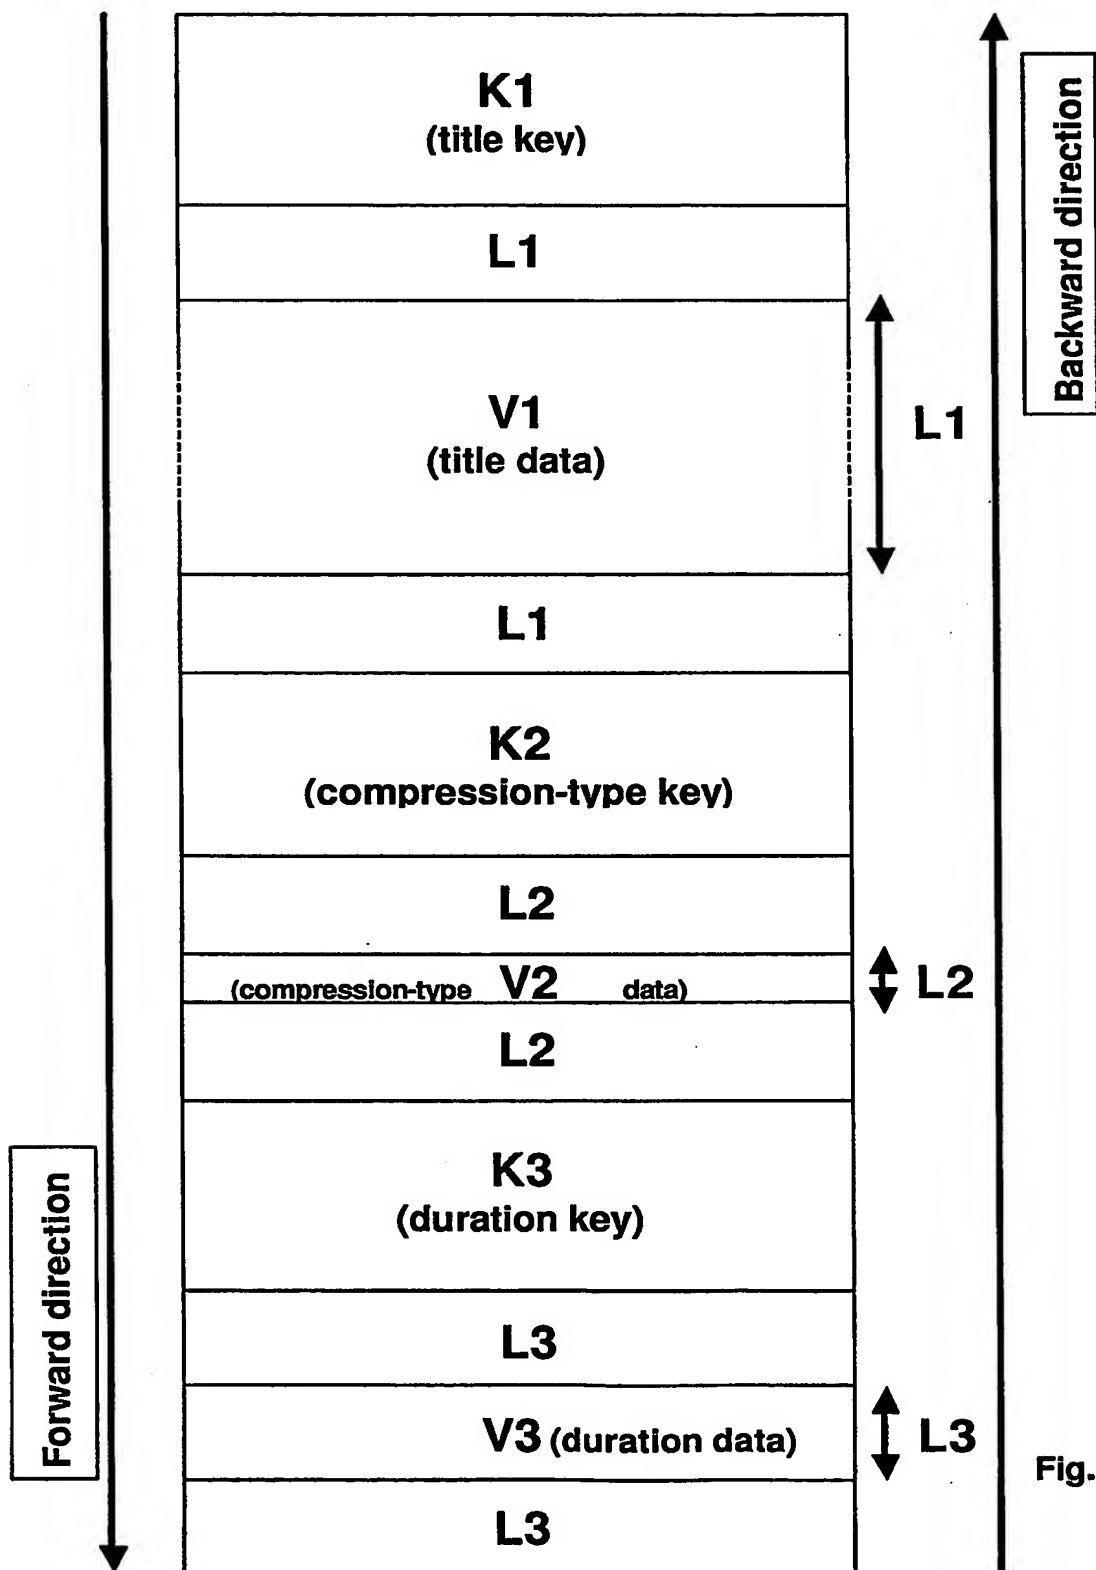 K1
(title key)
L1
V1
(title data)
L1
L1
K2
(compression-type key)
L2
(compression-type V2 data)
L2
L2
K3
(duration key)
L3
V3 (duration data)
L3
L3
Forward direction
Backward direction
Fig.